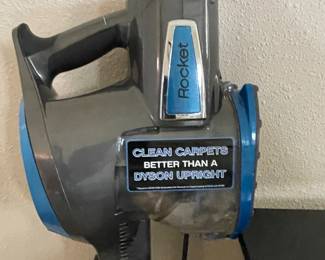 Rocket
CLEAN CARPETS
BETTER THAN A
DYSON UPRIGHT